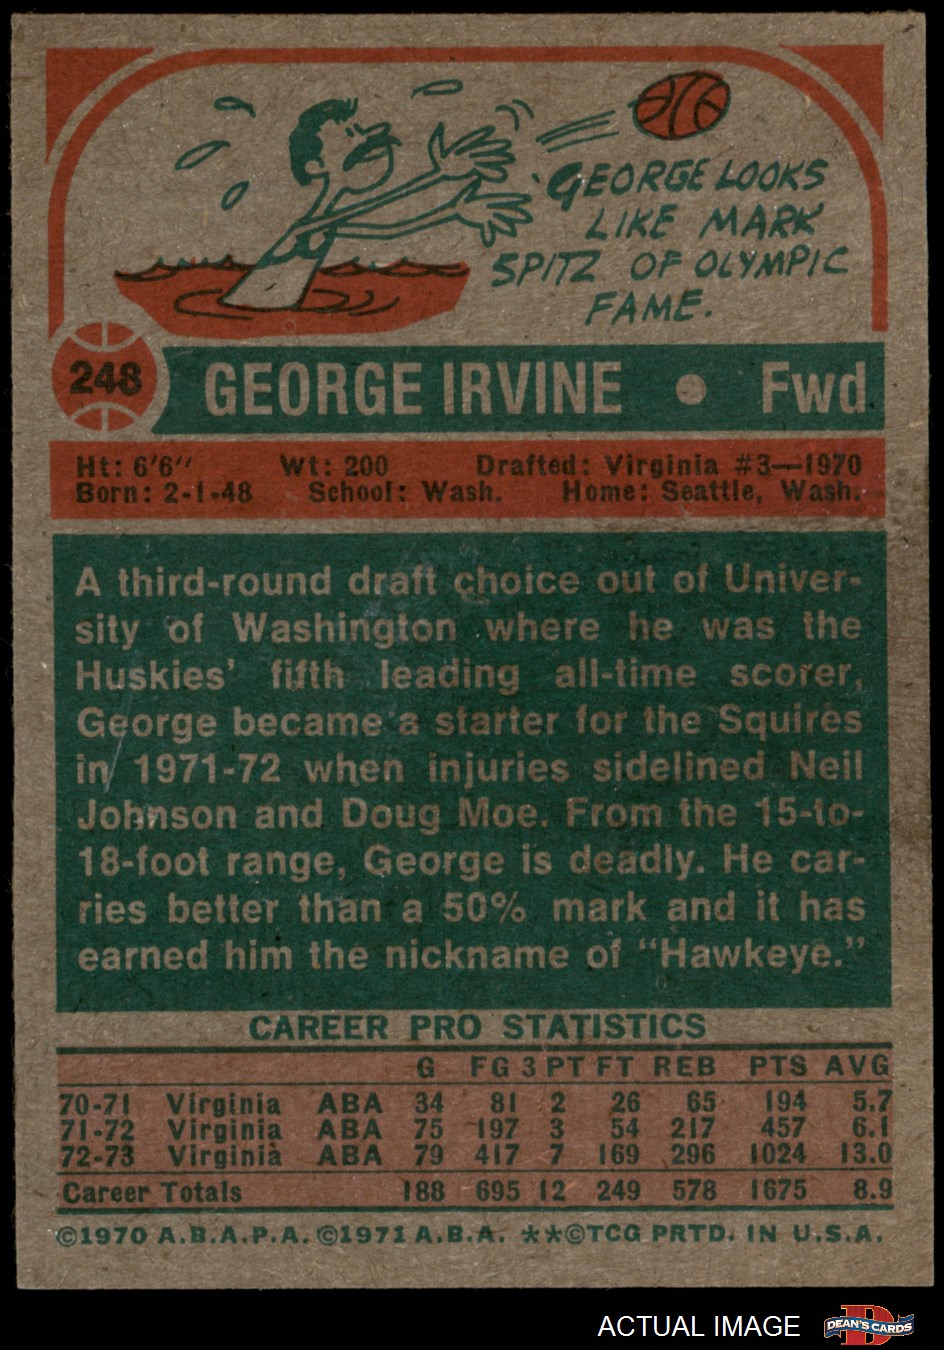 GEORGE LOOKS
LIKE MARK
SPITZ OF OLYMPIC
FAME.
248 GEORGE IRVINE • Fwd
Ht: 6'6" Wt: 200 Drafted: Virginia #3—1970
Born: 2-1-48 School: Wash. Home: Seattle, Wash.
A third-round draft choice out of Univer-
sity of Washington where he was the
Huskies' fifth leading all-time scorer,
George became a starter for the Squires
in 1971-72 when injuries sidelined Neil
Johnson and Doug Moe. From the 15-to-
18-foot range, George is deadly. He car-
ries better than a 50% mark and it has
earned him the nickname of "Hawkeye."
CAREER PRO STATISTICS
G FG 3 PT FT REB PTS AVG
70-71 Virginia ABA 34 81 2 26 65 194 5.7
71-72 Virginia ABA 75 197 3 54 217 457 6.1
72-73 Virginia ABA 79 417 7 169 296 1024 13.0
Career Totals 188 695 12 249 578 1675 8.9
©1970 A.B.A.P.A. ©1971 A.B.A. **©TCG PRTD. IN U.S.A.
ACTUAL IMAGE D DEAN'S CARDS